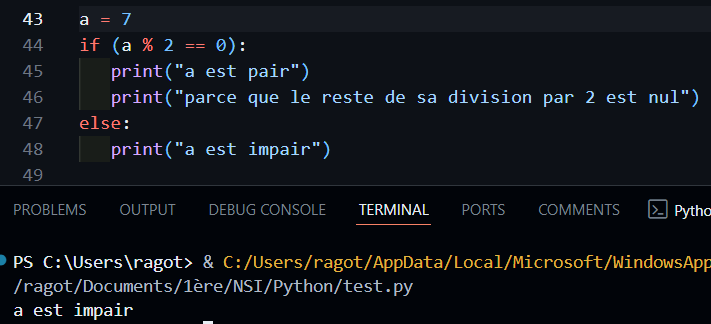 43 a = 7
44 if (a % 2 == 0):
45 print("a est pair")
46 print("parce que le reste de sa division par 2 est nul")
47 else:
48 print("a est impair")
49
PROBLEMS OUTPUT DEBUG CONSOLE TERMINAL PORTS COMMENTS Pytho
PS C:\Users\ragot> & C:/Users/ragot/AppData/Local/Microsoft/WindowsApp
/ragot/Documents/1ère/NSI/Python/test.py
a est impair